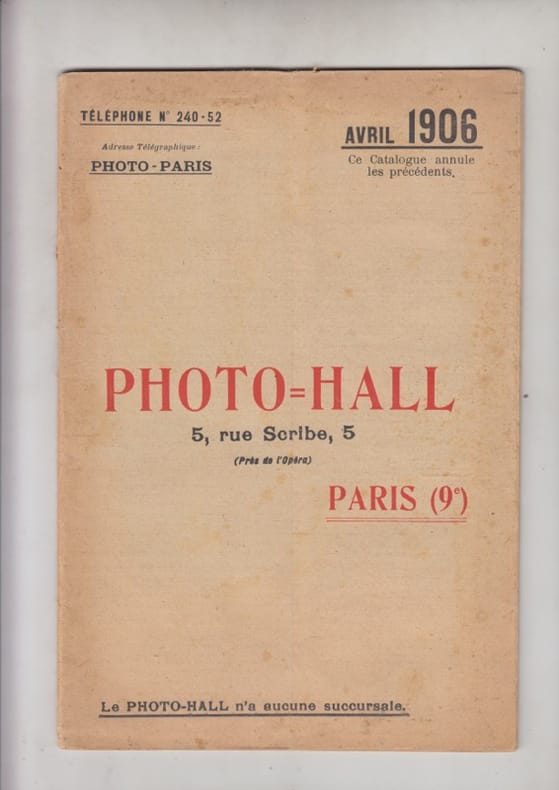 TÉLÉPHONE N° 240-52
Adresse Télégraphique:
PHOTO-PARIS
AVRIL 1906
Ce Catalogue annule
les précédents.
PHOTO=HALL
5, rue Scribe, 5
(Près de l'Opéra)
PARIS (9e)
Le PHOTO-HALL n'a aucune succursale.